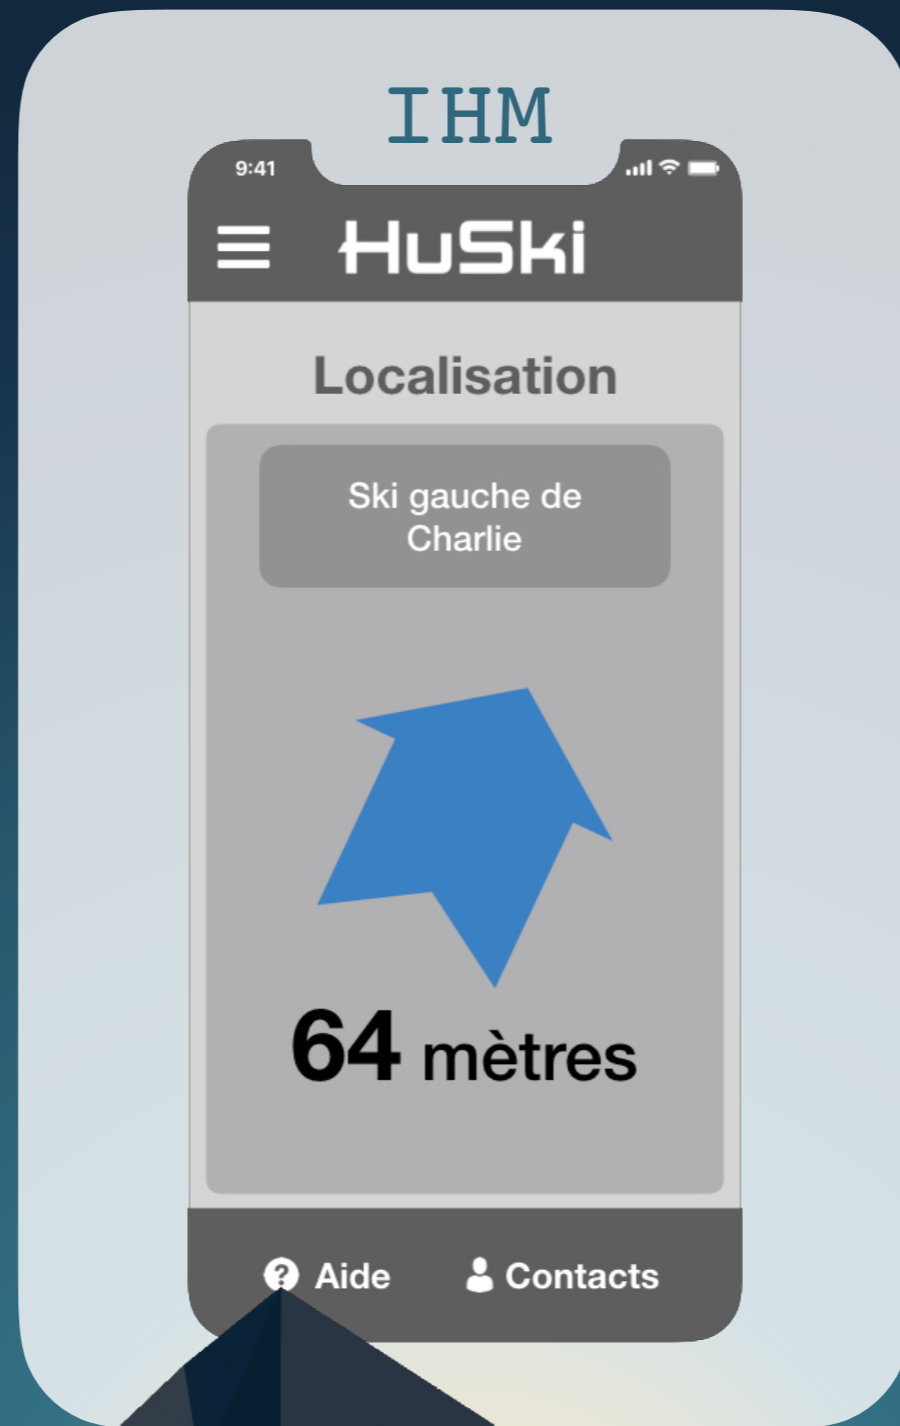 IHM
9:41
HuSki
Localisation
Ski gauche de
Charlie
64 mètres
? Aide
Contacts